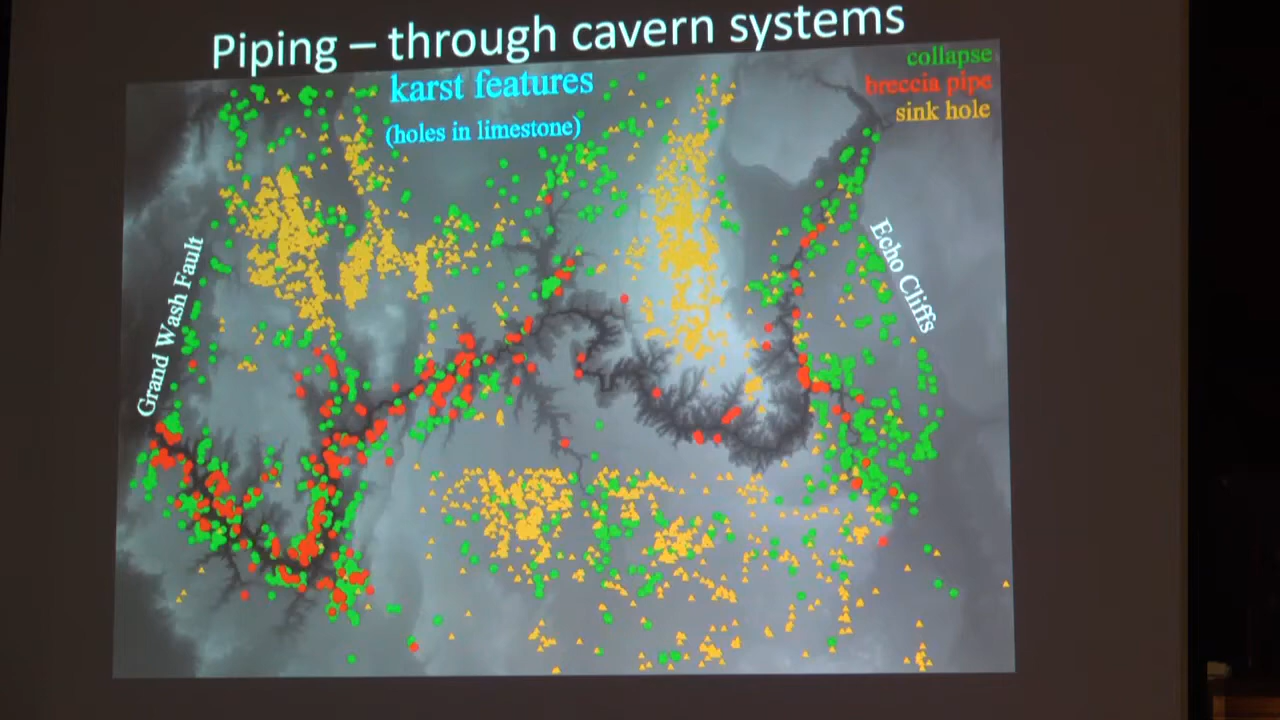 Piping – through cavern systems
karst features
(holes in limestone)
collapse
breccia pipe
sink hole
Grand Wash Fault
Echo Cliffs